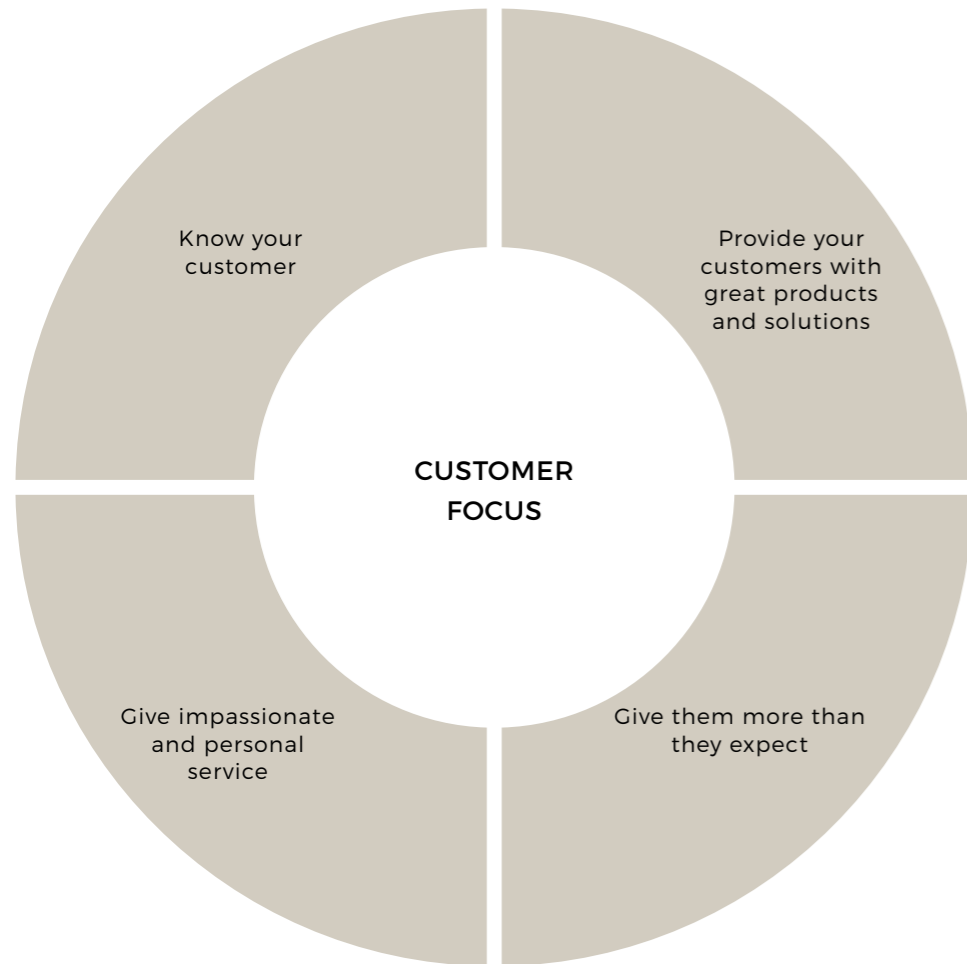 Know your
customer
Provide your
customers with
great products
and solutions
CUSTOMER
FOCUS
Give impassionate
and personal
service
Give them more than
they expect